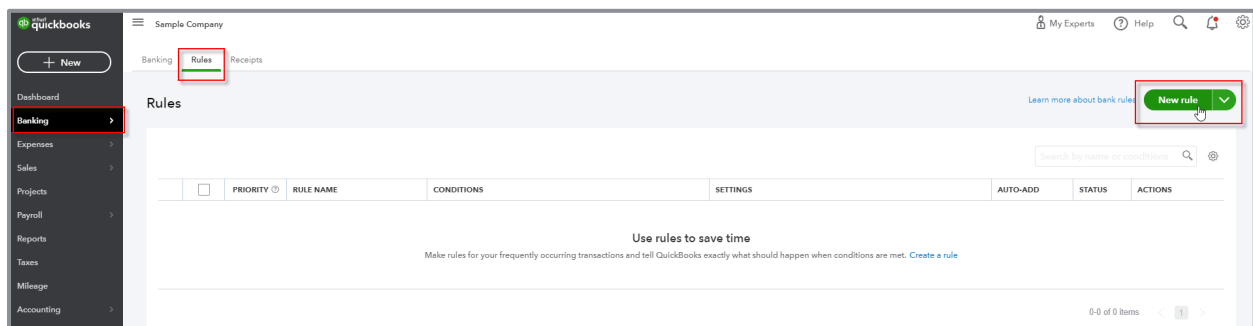 intuit quickbooks
Sample Company
My Experts
Help
+ New
Banking
Rules
Receipts
Dashboard
Banking
Expenses
Sales
Projects
Payroll
Reports
Taxes
Mileage
Accounting
Rules
Learn more about bank rules
New rule
Search by name or conditions
PRIORITY RULE NAME CONDITIONS SETTINGS AUTO-ADD STATUS ACTIONS
Use rules to save time
Make rules for your frequently occurring transactions and tell QuickBooks exactly what should happen when conditions are met. Create a rule
0-0 of 0 items < 1 >